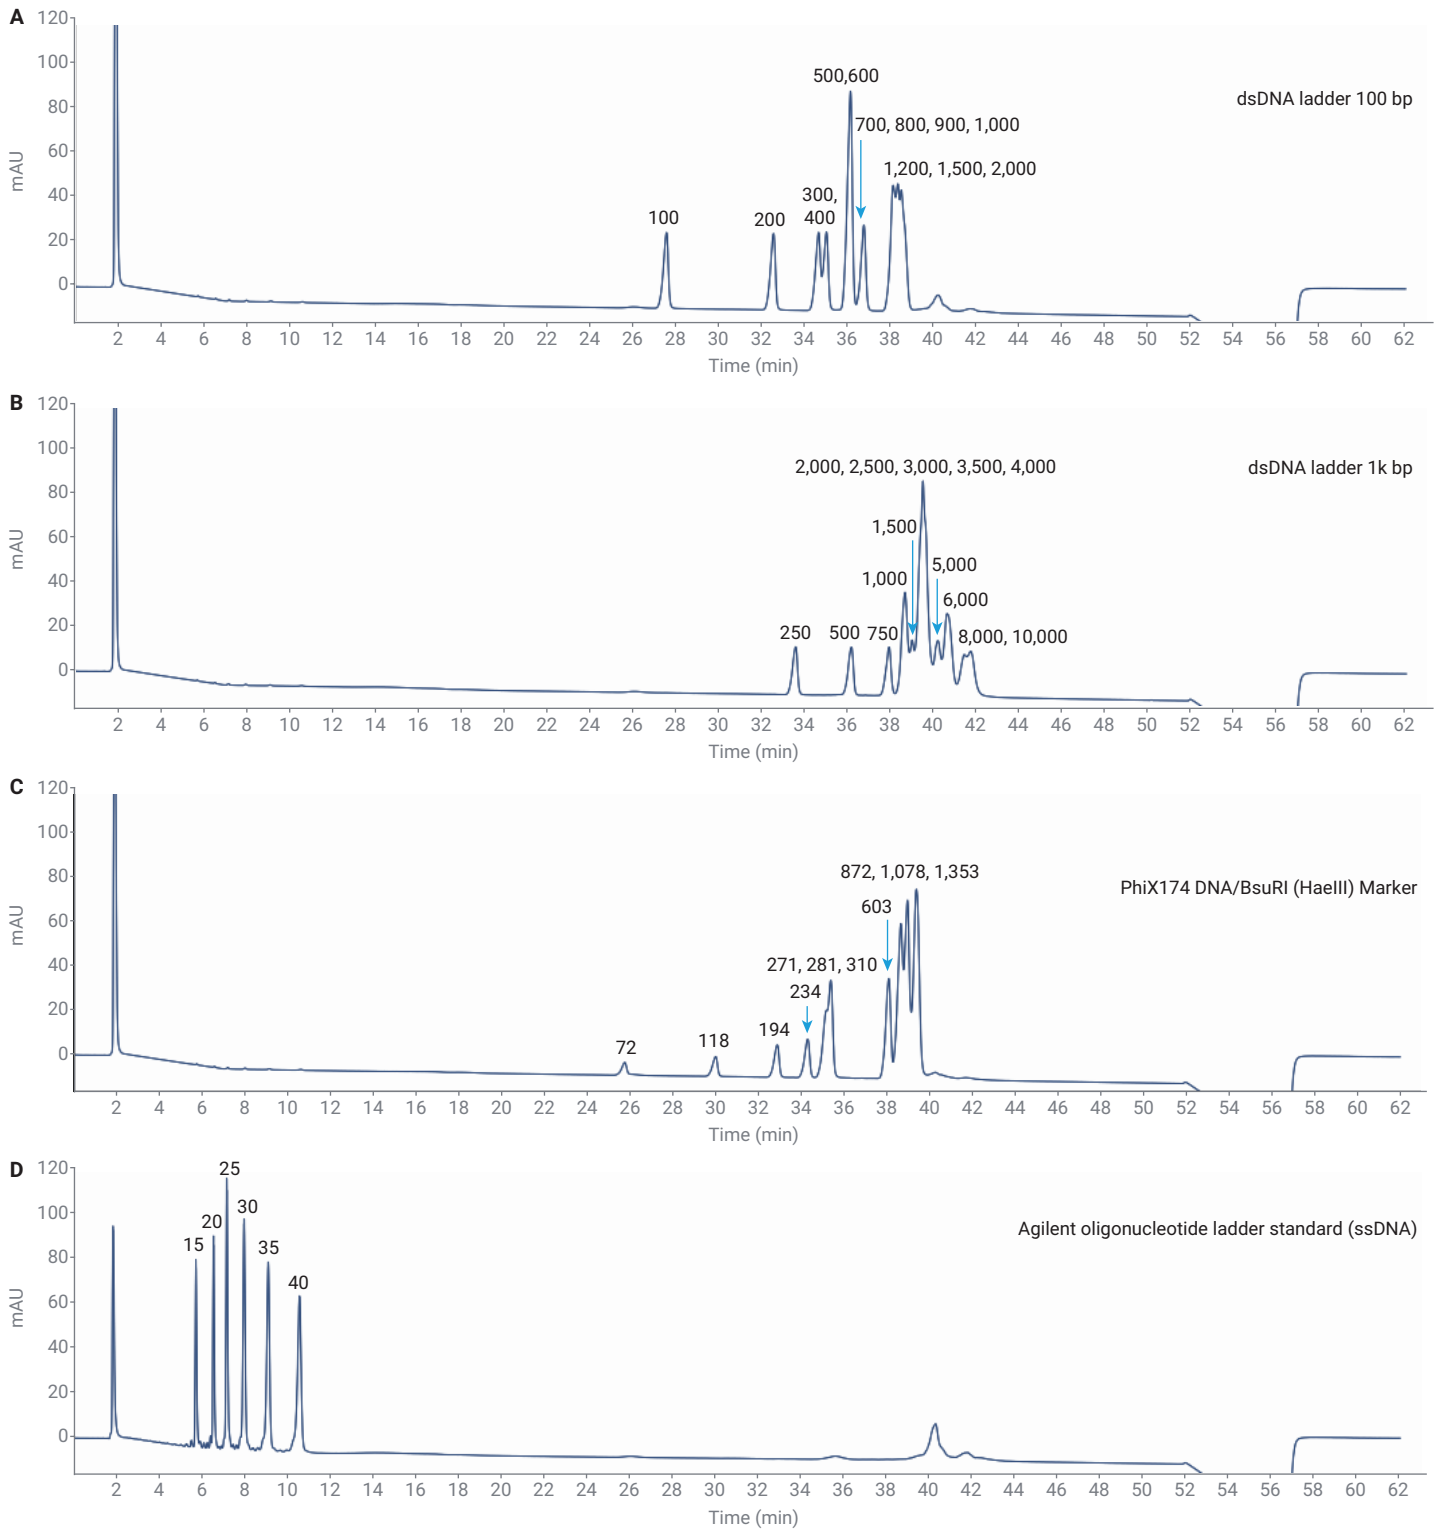 A
120
100
80
60
40
20
0
mAU
500,600
dsDNA ladder 100 bp
700, 800, 900, 1,000
1,200, 1,500, 2,000
300,
100
200
400
2 4 6 8 10 12 14 16 18 20 22 24 26 28 30 32 34 36 38 40 42 44 46 48 50 52 54 56 58 60 62
Time (min)
B
120
100
80
60
40
20
0
mAU
2,000, 2,500, 3,000, 3,500, 4,000
dsDNA ladder 1k bp
1,500
5,000
1,000
6,000
250
500
750
8,000, 10,000
2 4 6 8 10 12 14 16 18 20 22 24 26 28 30 32 34 36 38 40 42 44 46 48 50 52 54 56 58 60 62
Time (min)
C
120
100
80
60
40
20
0
mAU
872, 1,078, 1,353
PhiX174 DNA/BsuRI (HaeIII) Marker
603
271, 281, 310
234
194
118
72
2 4 6 8 10 12 14 16 18 20 22 24 26 28 30 32 34 36 38 40 42 44 46 48 50 52 54 56 58 60 62
Time (min)
D
120
100
80
60
40
20
0
mAU
25
30
20
15
35
40
Agilent oligonucleotide ladder standard (ssDNA)
2 4 6 8 10 12 14 16 18 20 22 24 26 28 30 32 34 36 38 40 42 44 46 48 50 52 54 56 58 60 62
Time (min)